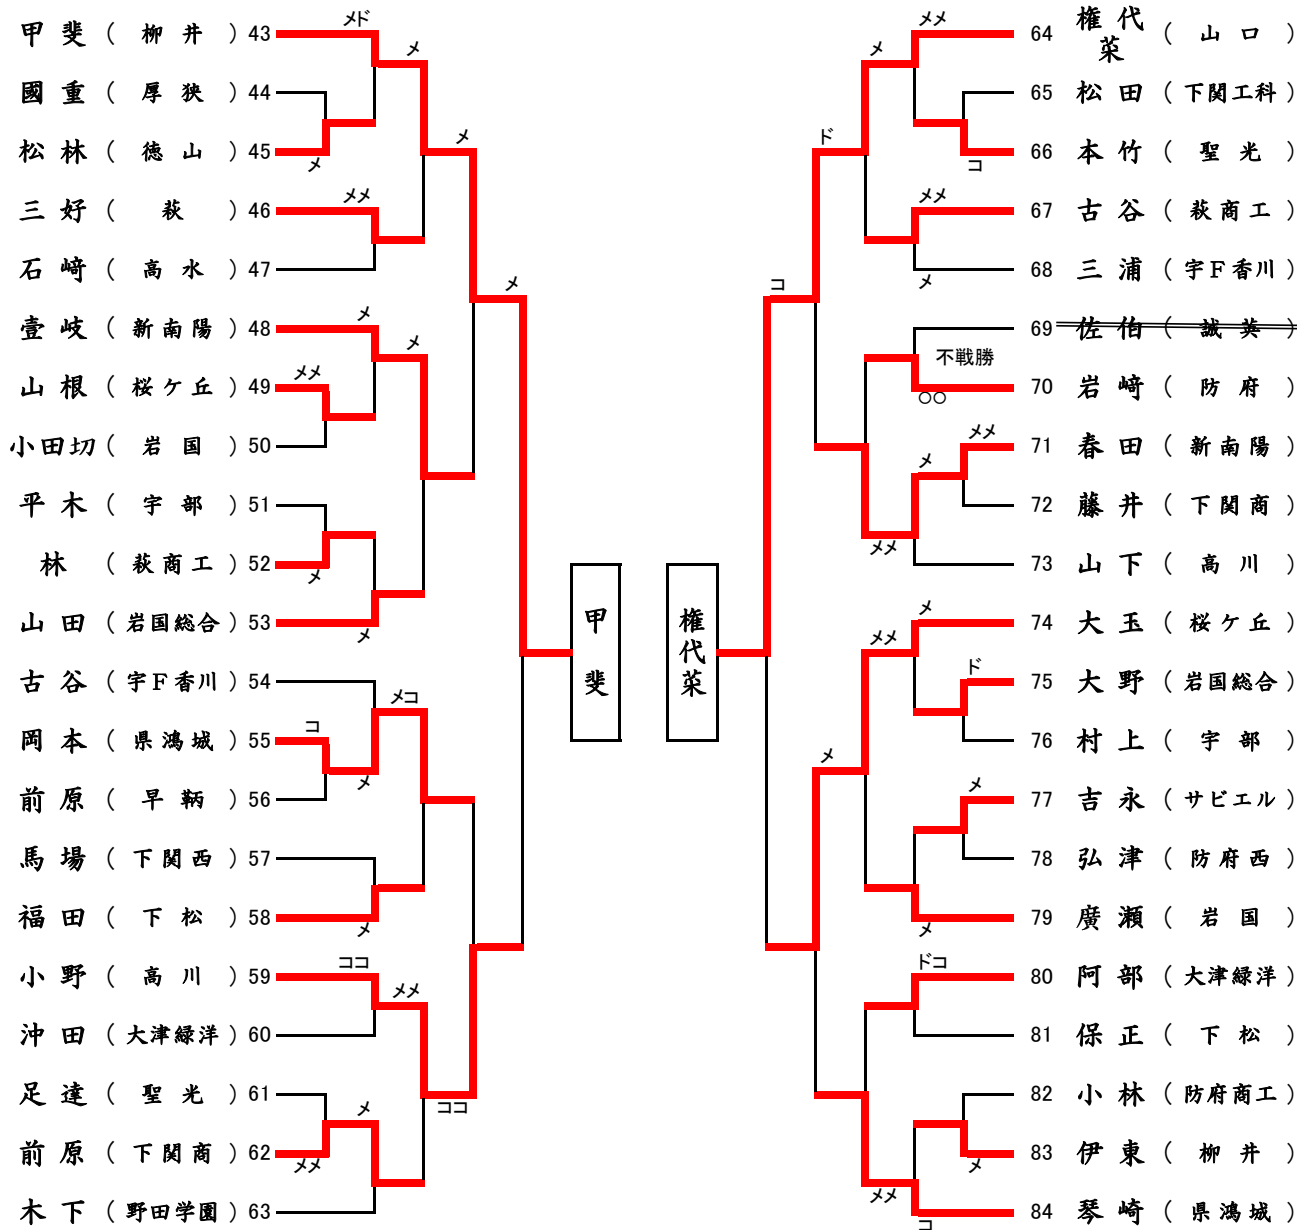 甲斐 ( 柳井 ) 43
國重 ( 厚狭 ) 44
松林 ( 徳山 ) 45
三好 ( 萩 ) 46
石﨑 ( 高水 ) 47
壹岐 ( 新南陽 ) 48
山根 ( 桜ケ丘 ) 49
小田切 ( 岩国 ) 50
平木 ( 宇部 ) 51
林 ( 萩商工 ) 52
山田 ( 岩国総合 ) 53
古谷 ( 宇F香川 ) 54
岡本 ( 県鴻城 ) 55
前原 ( 早鞆 ) 56
馬場 ( 下関西 ) 57
福田 ( 下松 ) 58
小野 ( 高川 ) 59
沖田 ( 大津緑洋 ) 60
足達 ( 聖光 ) 61
前原 ( 下関商 ) 62
木下 ( 野田学園 ) 63
メド
メ
メメ
メ
メメ
メ
コ
メ
メ
ココ
メメ
メ
メ
メ
メコ
メメ
メ
ココ
メ
メ
甲斐
権代菜
64 権代菜 ( 山口 )
65 松田 ( 下関工科 )
66 本竹 ( 聖光 )
67 古谷 ( 萩商工 )
68 三浦 ( 宇F香川 )
69 佐伯 ( 誠英 )
70 岩﨑 ( 防府 )
71 春田 ( 新南陽 )
72 藤井 ( 下関商 )
73 山下 ( 高川 )
74 大玉 ( 桜ケ丘 )
75 大野 ( 岩国総合 )
76 村上 ( 宇部 )
77 吉永 ( サビエル )
78 弘津 ( 防府西 )
79 廣瀬 ( 岩国 )
80 阿部 ( 大津緑洋 )
81 保正 ( 下松 )
82 小林 ( 防府商工 )
83 伊東 ( 柳井 )
84 琴崎 ( 県鴻城 )
メメ
コ
メメ
メ
不戦勝
○○
メメ
メ
メ
ド
メ
メ
ドコ
メ
コ
メ
メメ
メメ
メメ
ド
メ
コ